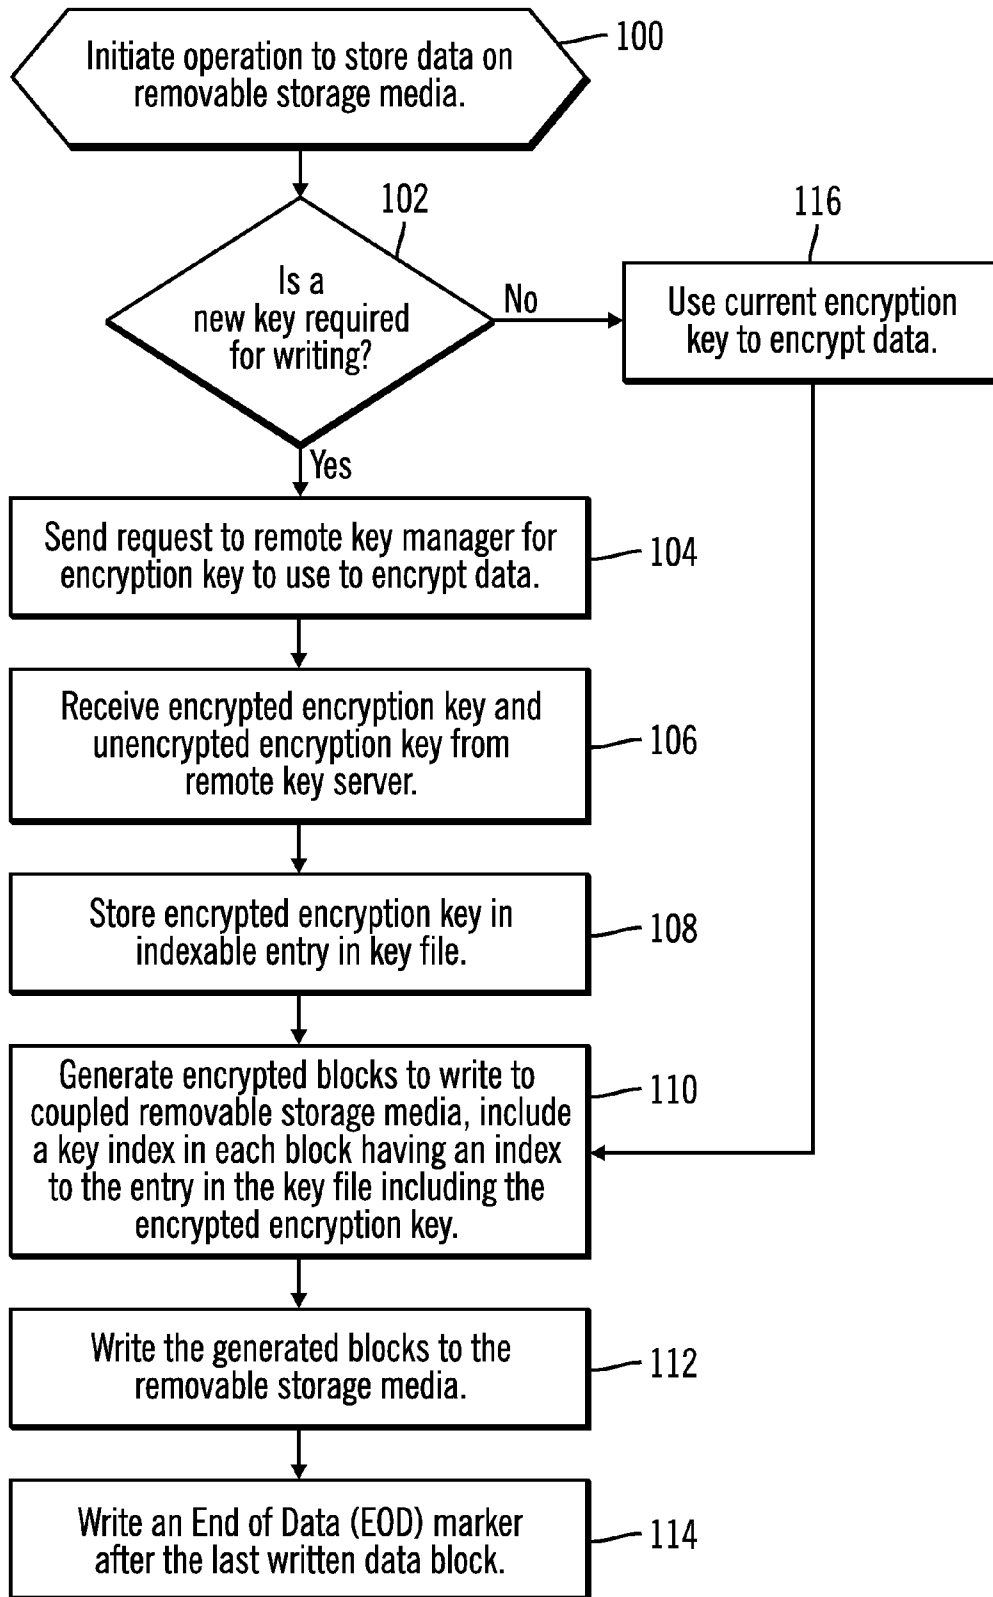 Initiate operation to store data on
removable storage media.
100
102
Is a
new key required
for writing?
No
116
Use current encryption
key to encrypt data.
Yes
Send request to remote key manager for
encryption key to use to encrypt data.
104
Receive encrypted encryption key and
unencrypted encryption key from
remote key server.
106
Store encrypted encryption key in
indexable entry in key file.
108
Generate encrypted blocks to write to
coupled removable storage media, include
a key index in each block having an index
to the entry in the key file including the
encrypted encryption key.
110
Write the generated blocks to the
removable storage media.
112
Write an End of Data (EOD) marker
after the last written data block.
114